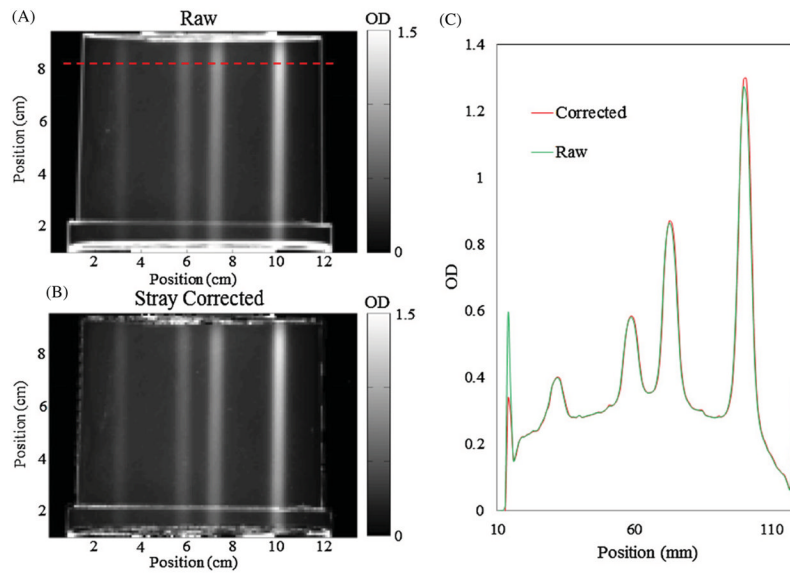 (A)
Raw
OD
1.5
0
Position (cm)
8
6
4
2
2 4 6 8 10 12
Position (cm)
(B)
Stray Corrected
OD
1.5
0
Position (cm)
8
6
4
2
2 4 6 8 10 12
Position (cm)
(C)
OD
1.4
1.2
1
0.8
0.6
0.4
0.2
0
Corrected
Raw
10 60 110
Position (mm)